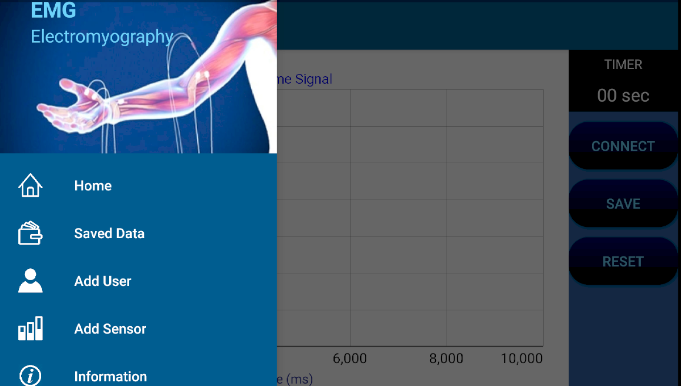 EMG
Electromyography
Home
Saved Data
Add User
Add Sensor
Information
me Signal
6,000
8,000
10,000
e (ms)
TIMER
00 sec
CONNECT
SAVE
RESET